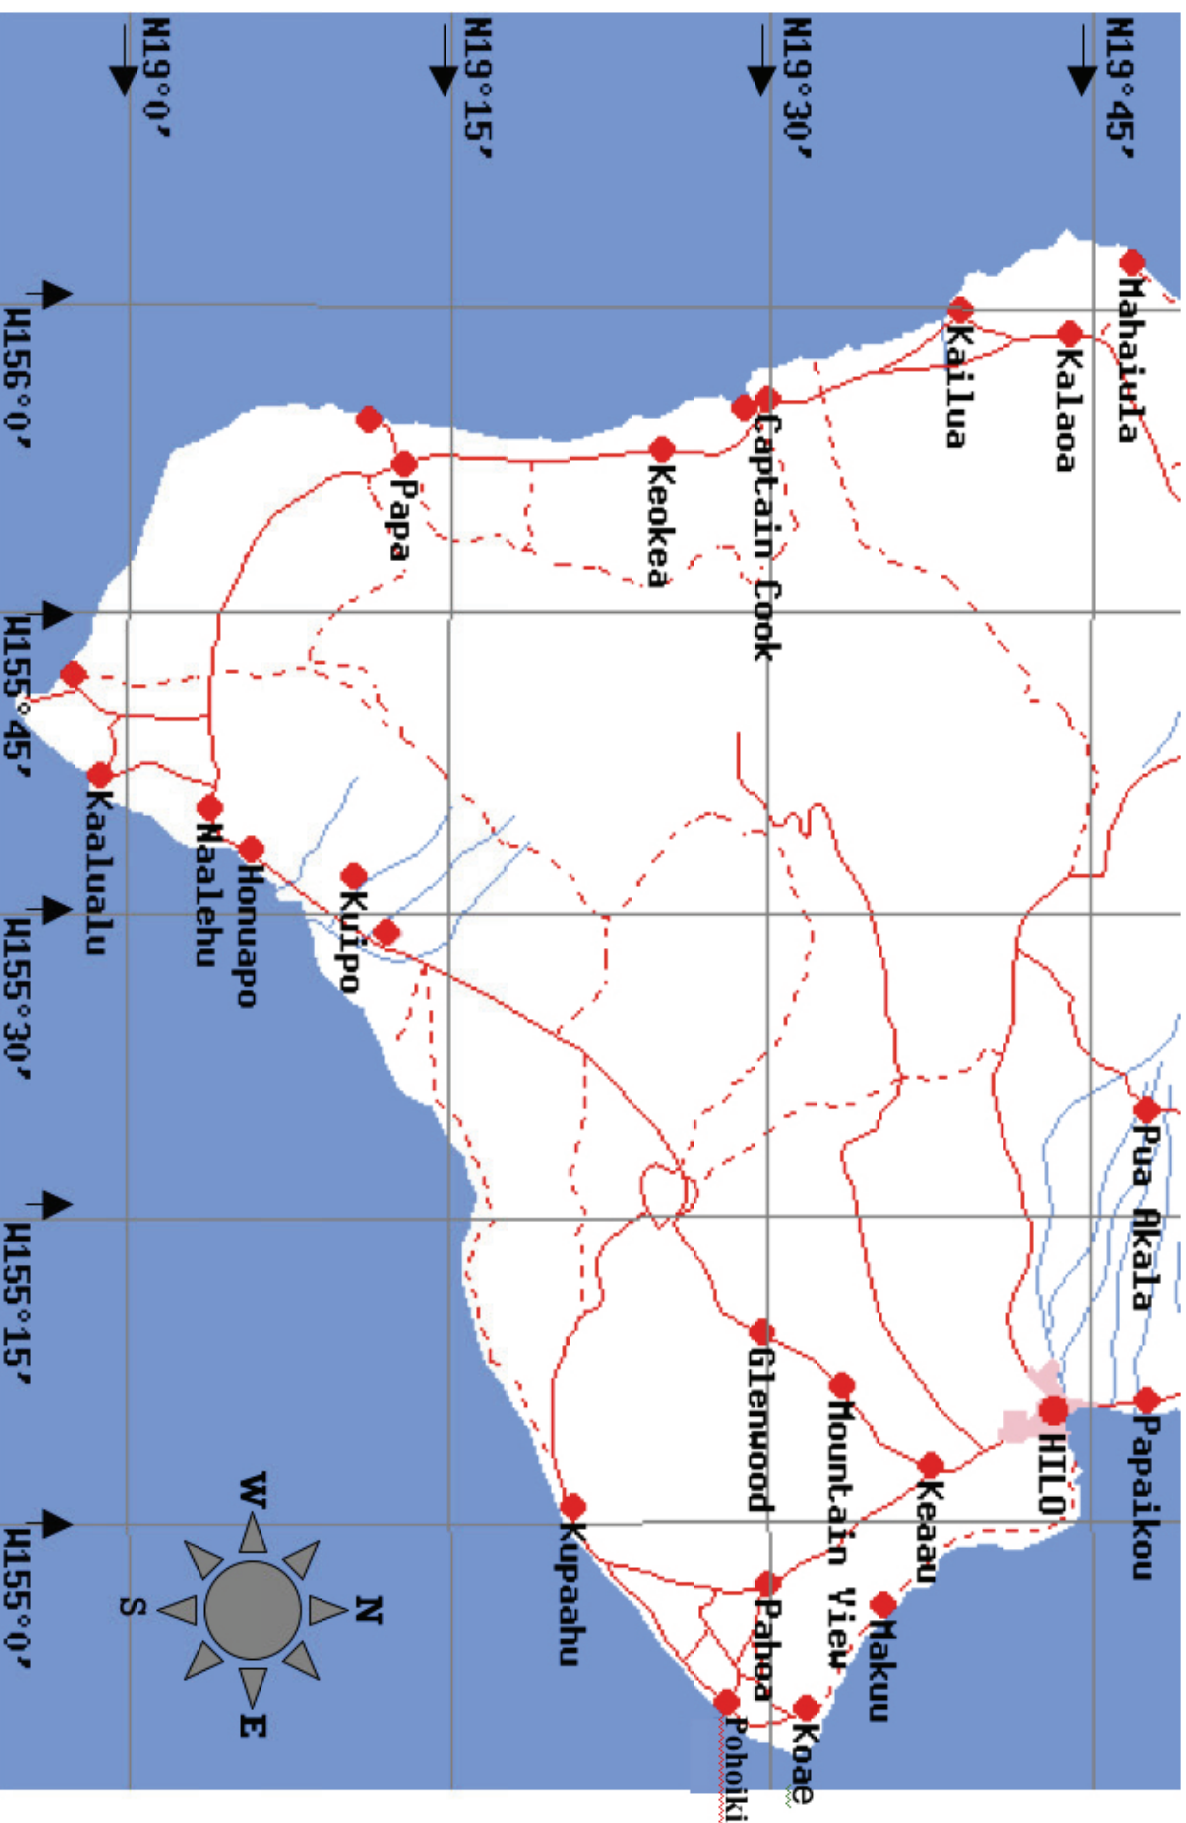 N19°45′
N19°30′
N19°15′
N19°0′
Mahaiula
Kalaoa
Kailua
Captain Cook
Keokea
Papa
Pua Akala
Papaikou
HILO
Keaau
Mountain View
Glenwood
Makuu
Koae
Pahoa
Pohoiki
Kupaahu
Kuipo
Honuapo
Naalehu
Kaalualu
N
W
E
S
W156°0′
W155°45′
W155°30′
W155°15′
W155°0′